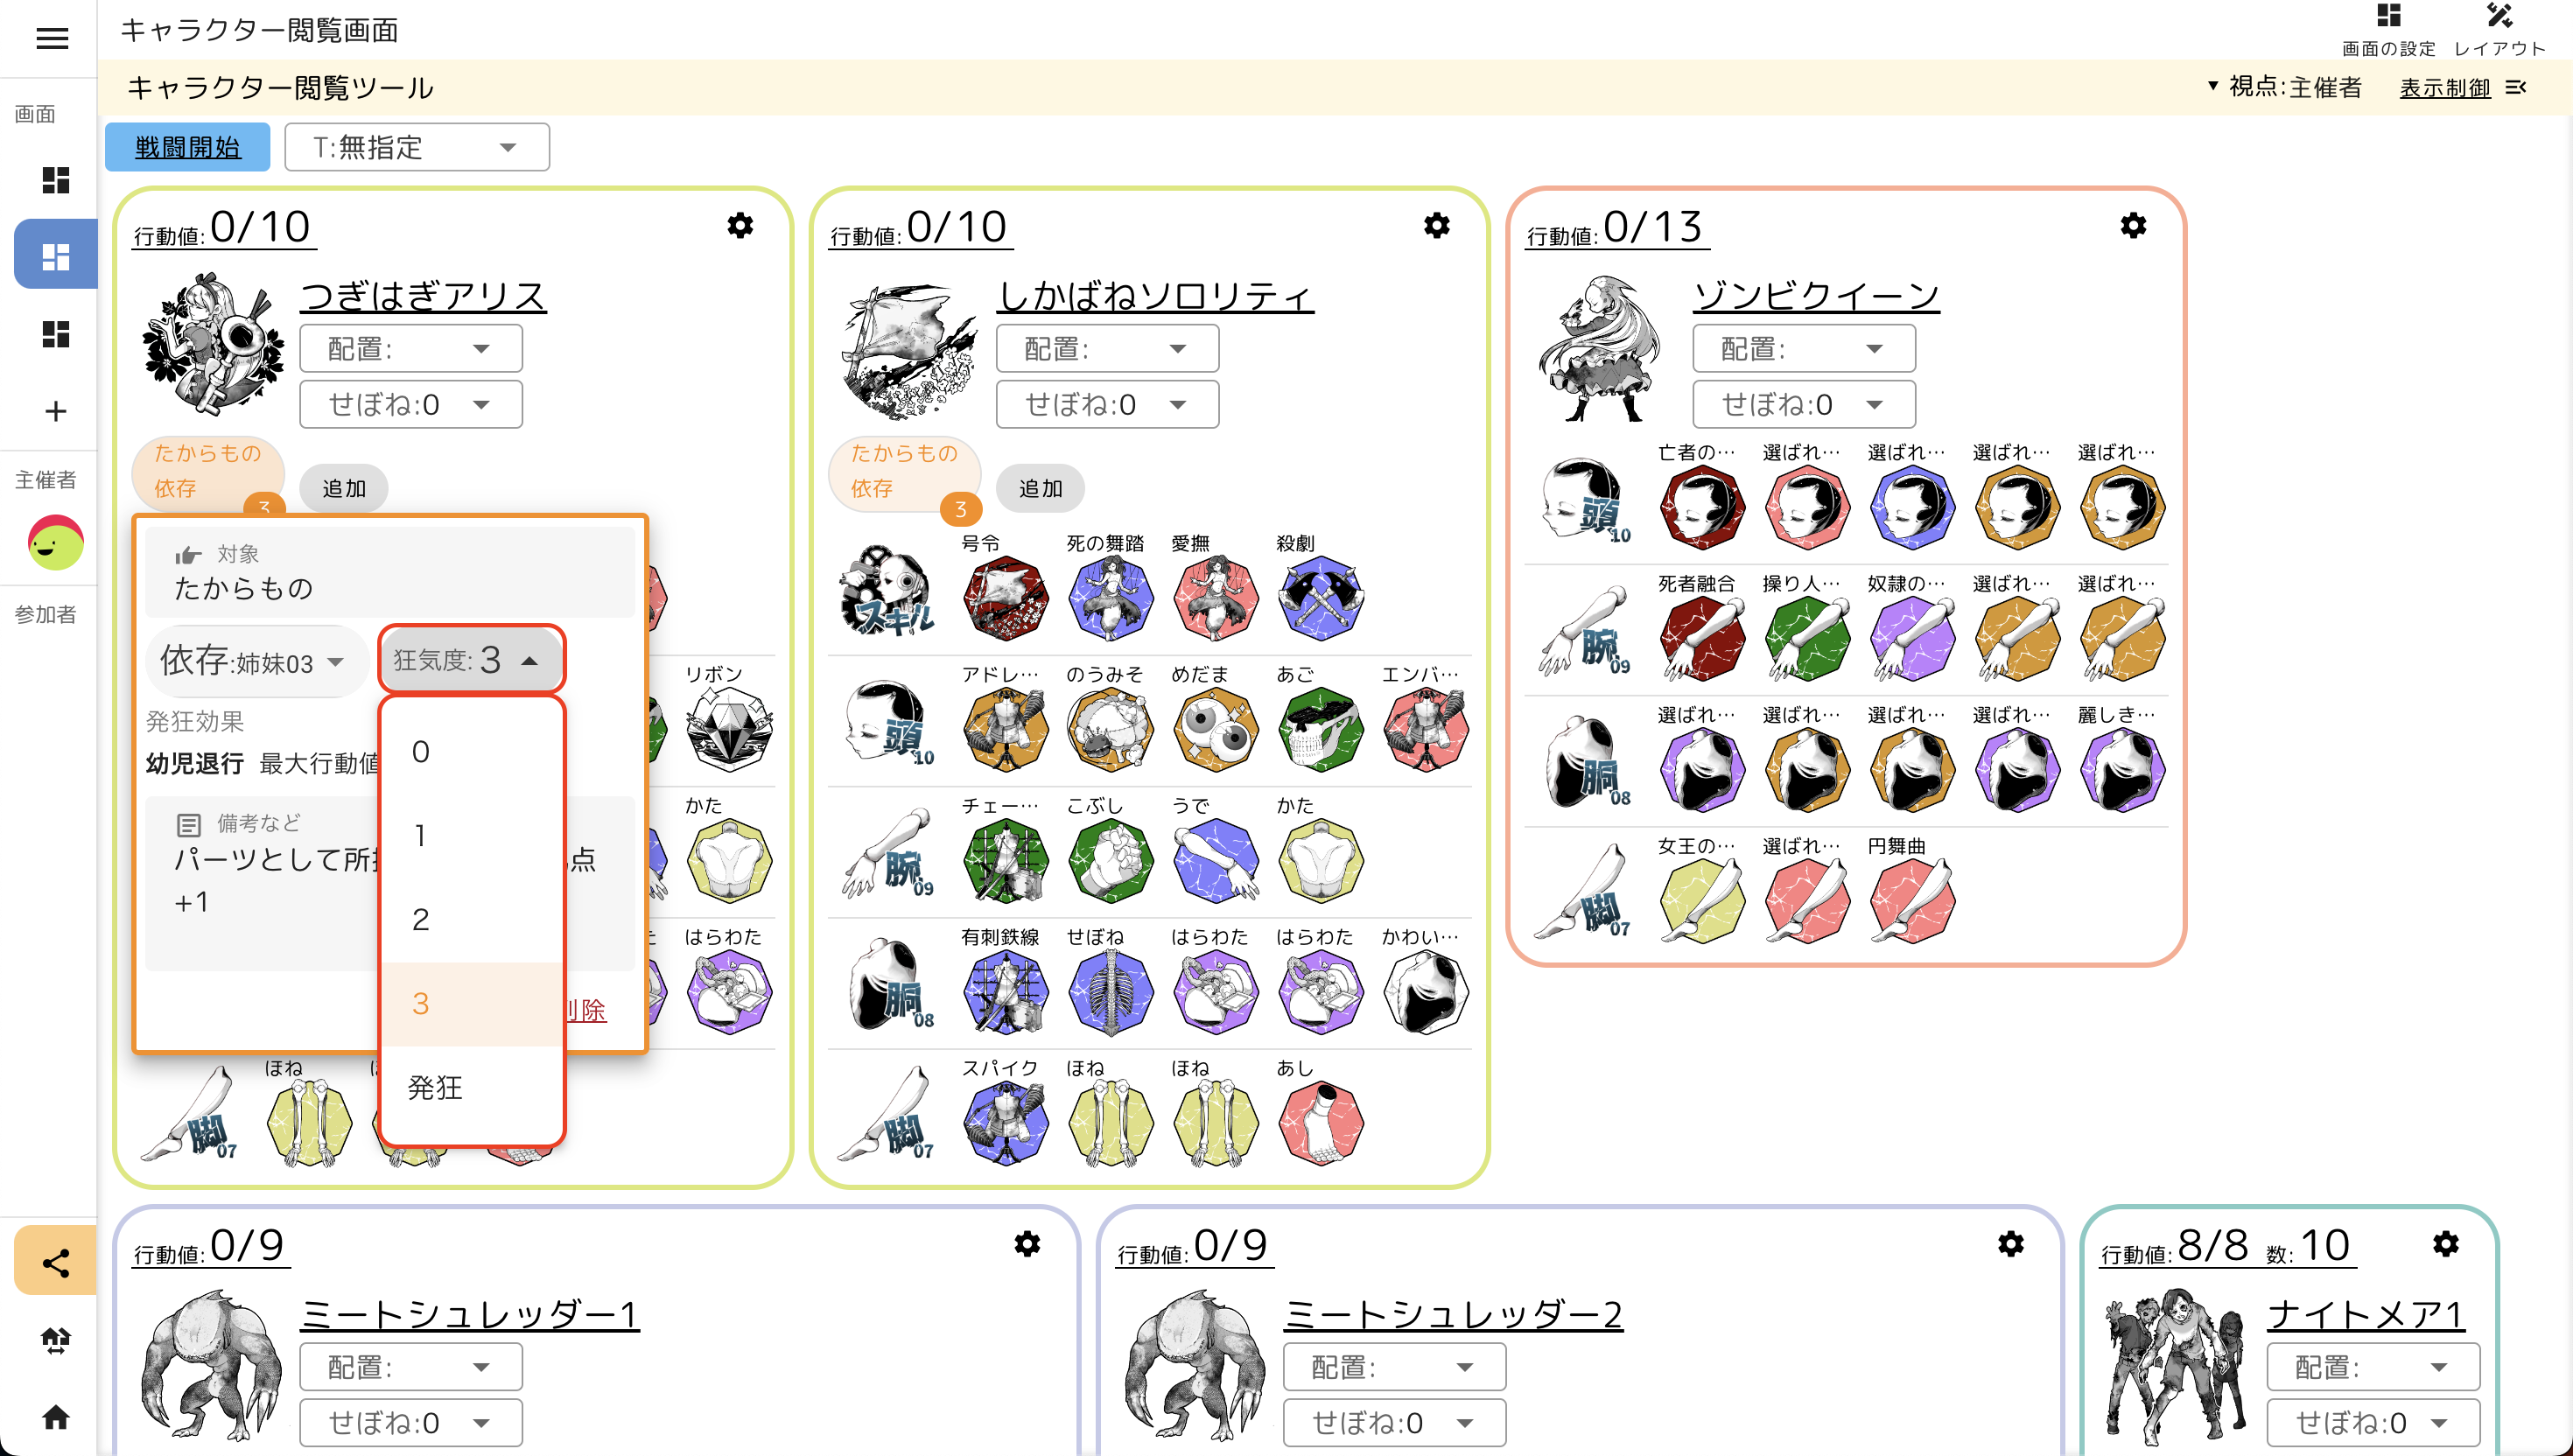 キャラクター閲覧画面
画面の設定
レイアウト
キャラクター閲覧ツール
▼ 視点:主催者
表示制御
画面
主催者
参加者
戦闘開始
T:無指定
行動値:0/10
つぎはぎアリス
配置:
せぼね:0
たからもの
依存
3
追加
対象
たからもの
依存:姉妹03
狂気度:3
発狂効果
幼児退行 最大行動値
0
1
2
3
発狂
備考など
パーツとして所
点
+1
削除
リボン
かた
はらわた
ほね
脚07
行動値:0/10
しかばねソロリティ
配置:
せぼね:0
たからもの
依存
3
追加
スキル
号令
死の舞踏
愛撫
殺劇
頭10
アドレ…
のうみそ
めだま
あご
エンバ…
腕09
チェー…
こぶし
うで
かた
胴08
有刺鉄線
せぼね
はらわた
はらわた
かわい…
脚07
スパイク
ほね
ほね
あし
行動値:0/13
ゾンビクイーン
配置:
せぼね:0
頭10
亡者の…
選ばれ…
選ばれ…
選ばれ…
選ばれ…
腕09
死者融合
操り人…
奴隷の…
選ばれ…
選ばれ…
胴08
選ばれ…
選ばれ…
選ばれ…
選ばれ…
麗しき…
脚07
女王の…
選ばれ…
円舞曲
行動値:0/9
ミートシュレッダー1
配置:
せぼね:0
行動値:0/9
ミートシュレッダー2
配置:
せぼね:0
行動値:8/8 数:10
ナイトメア1
配置:
せぼね:0